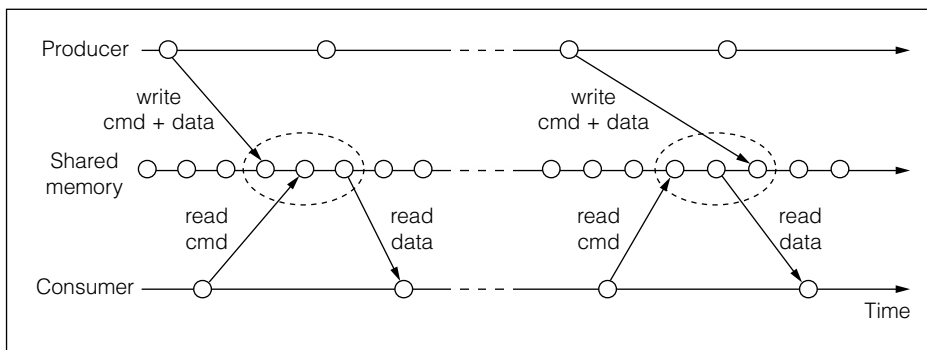 Producer
write
cmd + data
write
cmd + data
Shared
memory
read
cmd
read
data
read
cmd
read
data
Consumer
Time